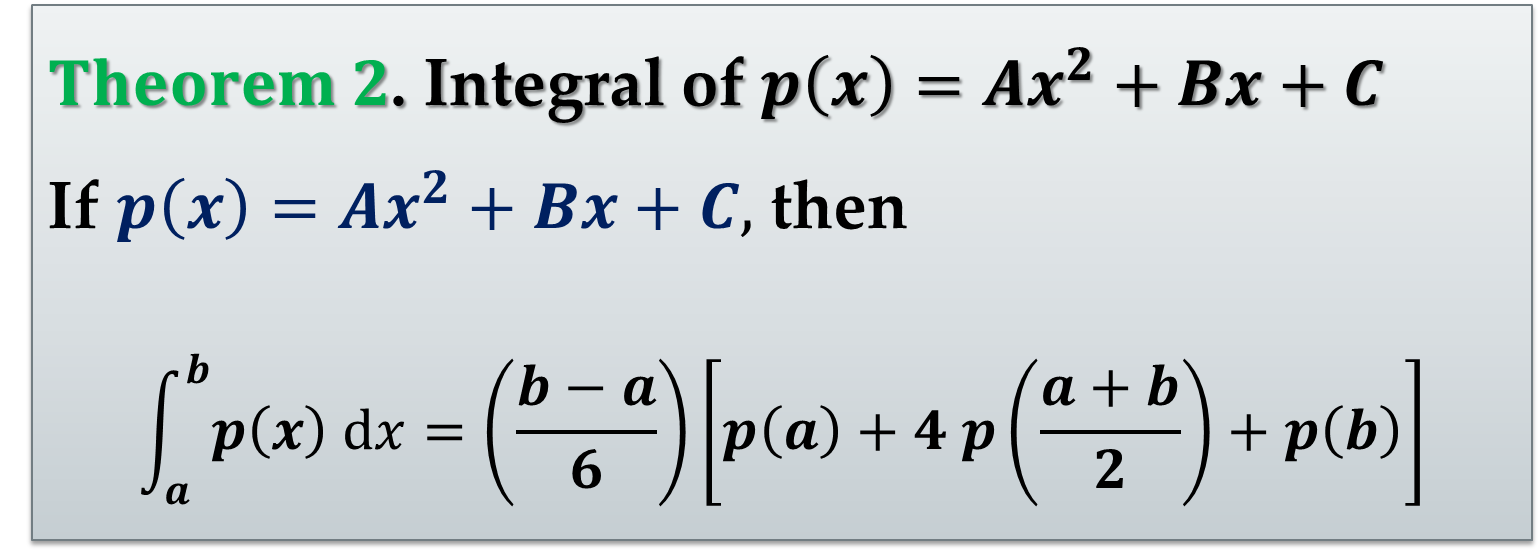 Theorem 2. Integral of p(x) = Ax² + Bx + C
If p(x) = Ax² + Bx + C, then
∫ₐᵇ p(x) dx = ((b − a)/6) [p(a) + 4 p((a + b)/2) + p(b)]